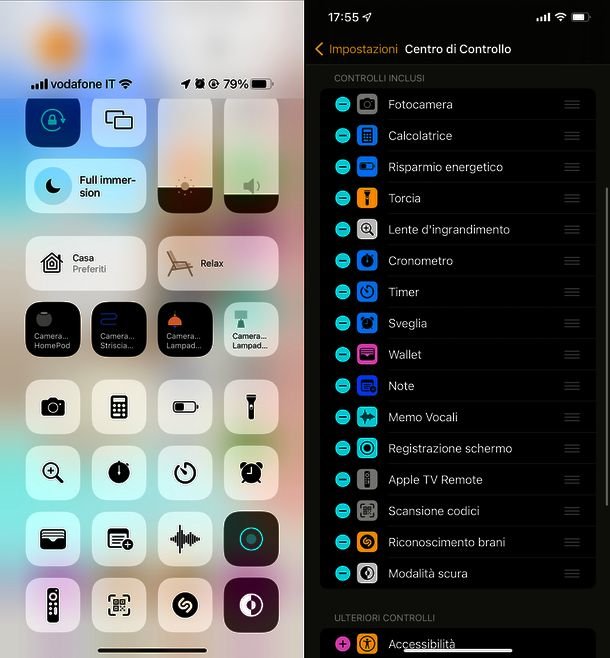 vodafone IT 79%
Full immer-
sion
Casa
Preferiti
Relax
Camera...
HomePod
Camera...
Striscia...
Camera...
Lampad...
Camera...
Lampad...
17:55
Impostazioni Centro di Controllo
CONTROLLI INCLUSI
Fotocamera
Calcolatrice
Risparmio energetico
Torcia
Lente d'ingrandimento
Cronometro
Timer
Sveglia
Wallet
Note
Memo Vocali
Registrazione schermo
Apple TV Remote
Scansione codici
Riconoscimento brani
Modalità scura
ULTERIORI CONTROLLI
Accessibilità